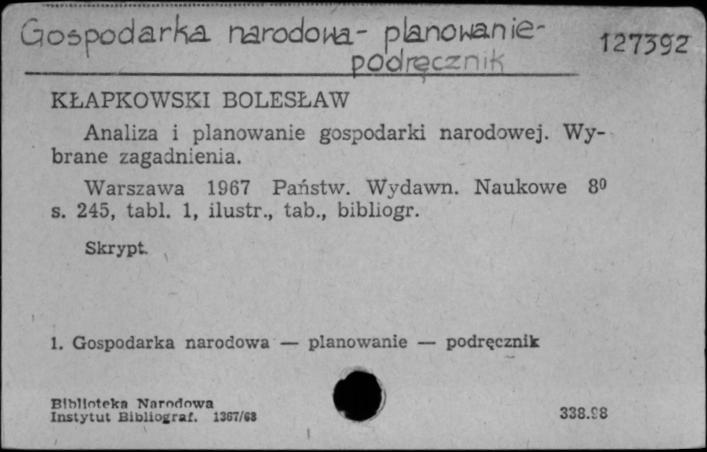 Gospodarka narodowa- planowanie-
podręcznik
127392
KŁAPKOWSKI BOLESŁAW
Analiza i planowanie gospodarki narodowej. Wy-
brane zagadnienia.
Warszawa 1967 Państw. Wydawn. Naukowe 8⁰
s. 245, tabl. 1, ilustr., tab., bibliogr.
Skrypt.
1. Gospodarka narodowa — planowanie — podręcznik
Biblioteka Narodowa
Instytut Bibliograf. 1367/68